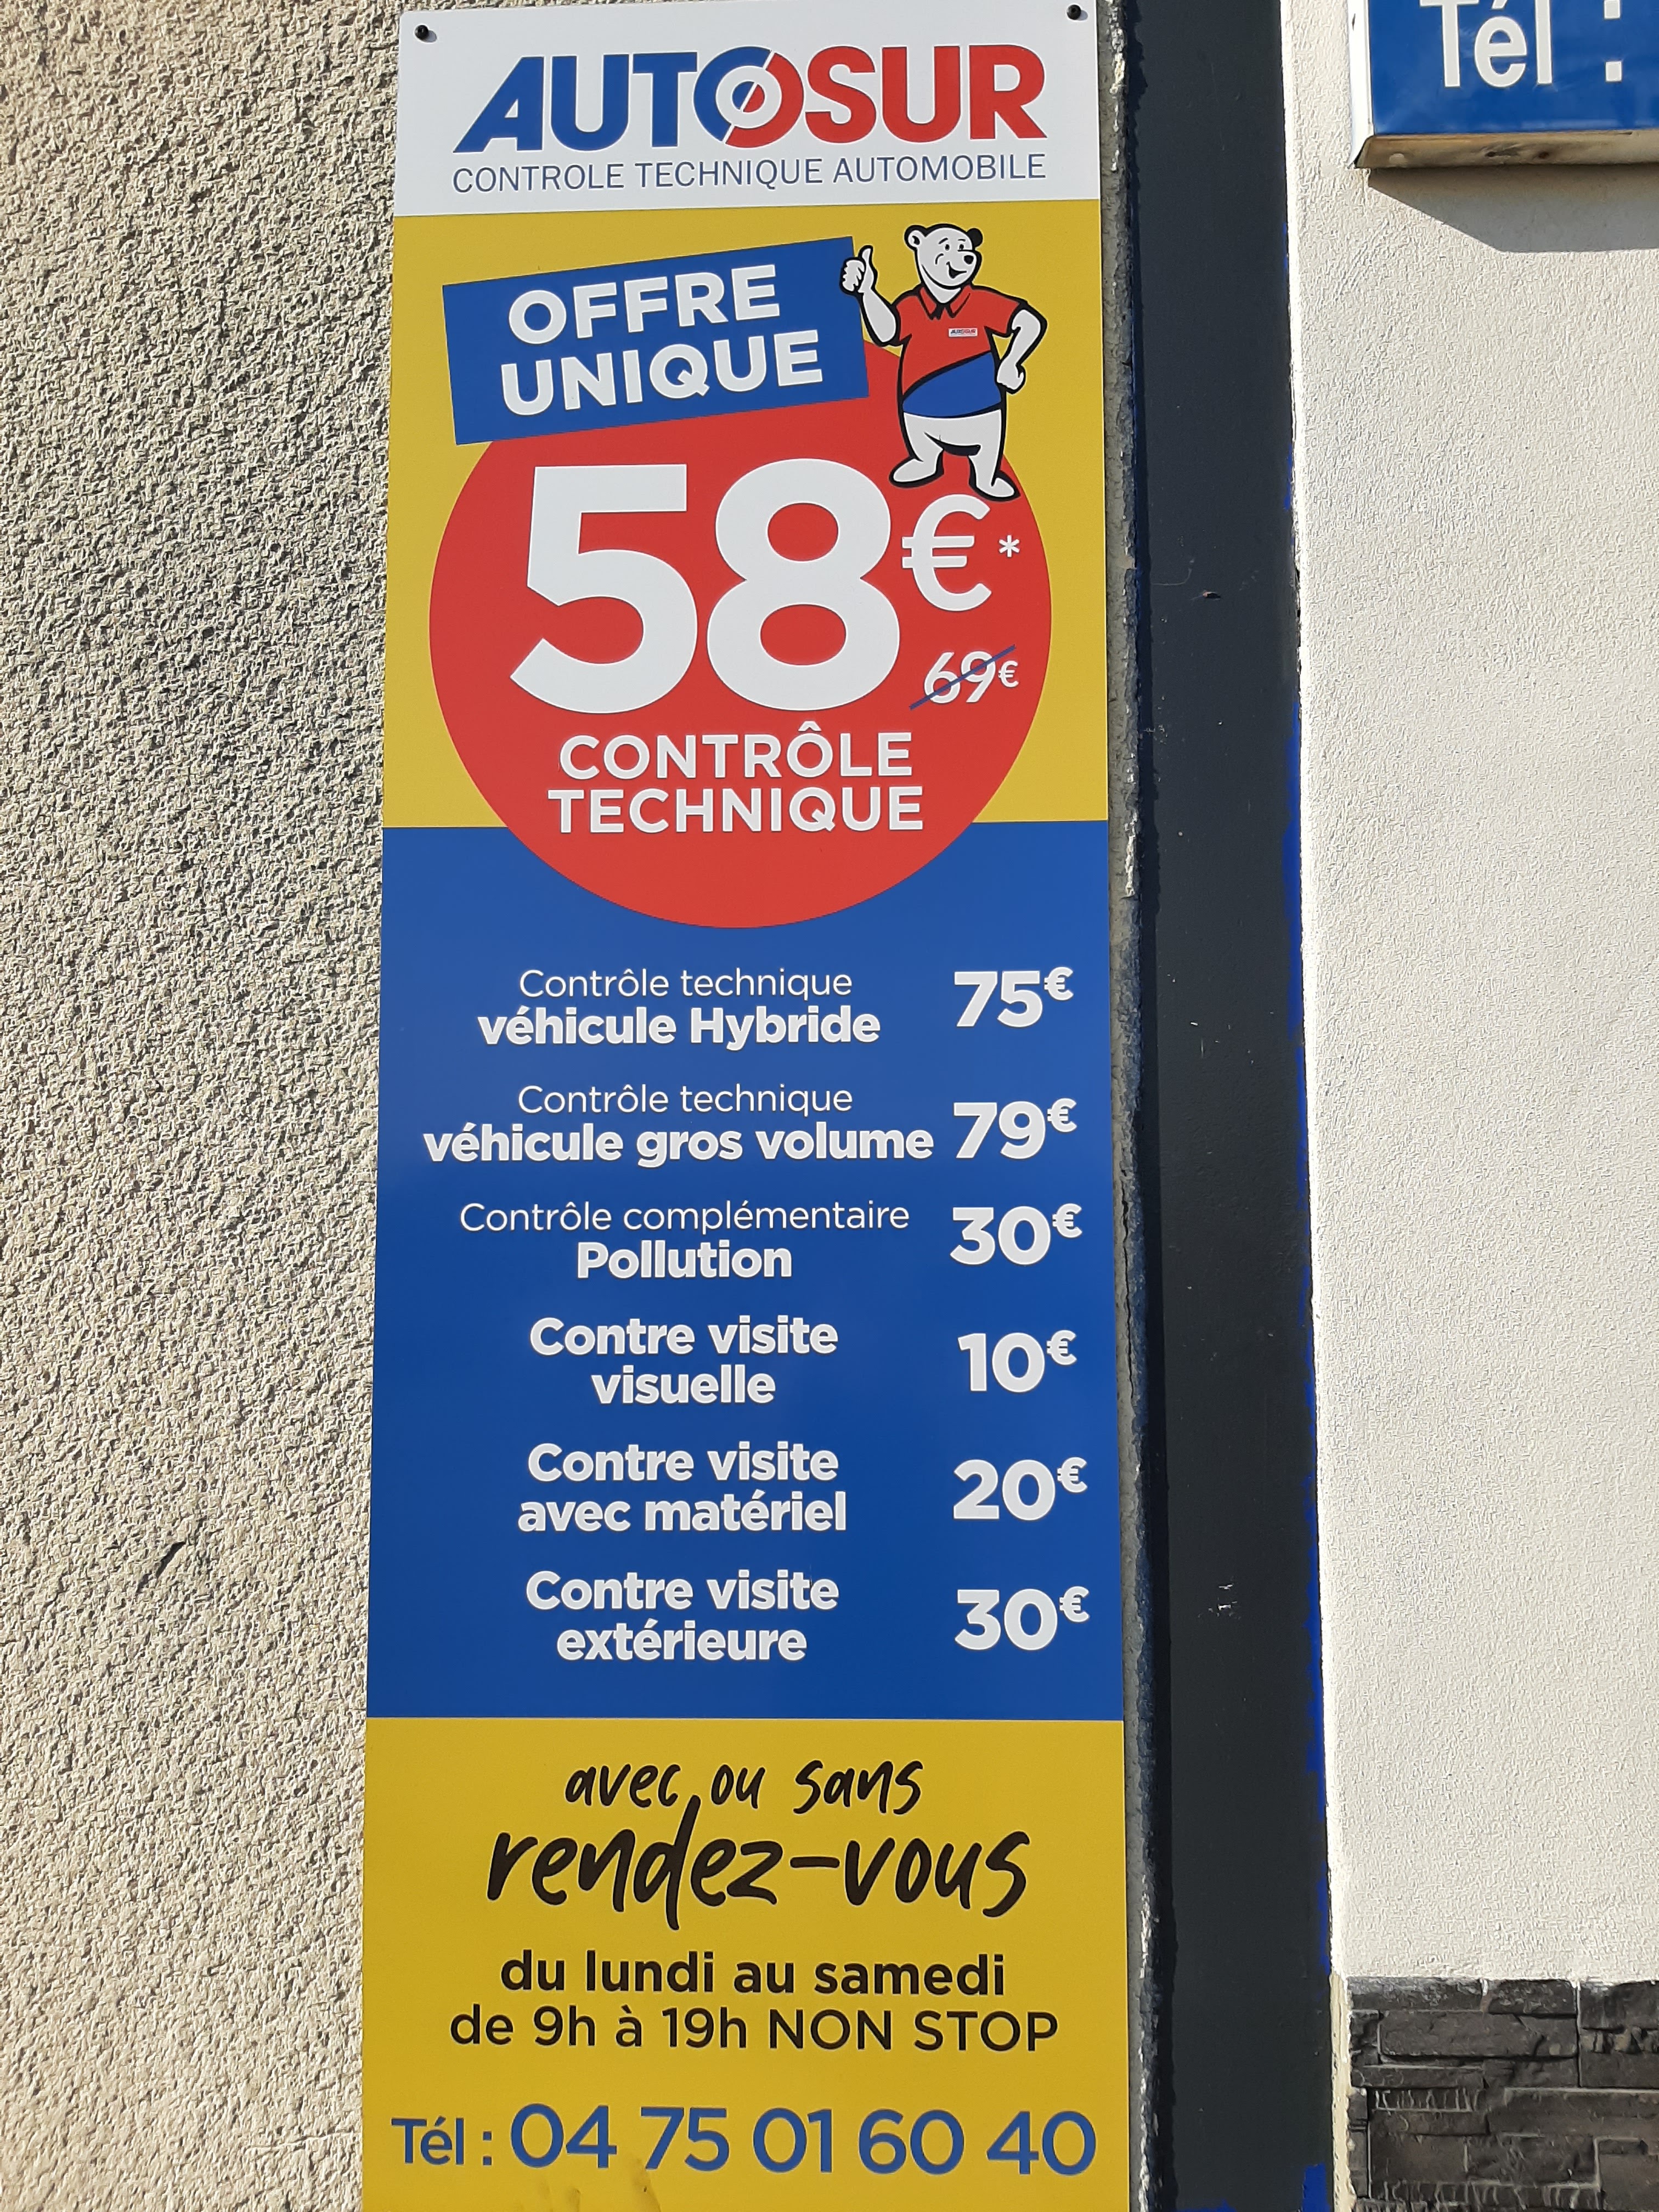 AUTOSUR
CONTROLE TECHNIQUE AUTOMOBILE
Tél :
OFFRE
UNIQUE
AUTOSUR
58€*
69€
CONTRÔLE
TECHNIQUE
Contrôle technique
véhicule Hybride 75€
Contrôle technique
véhicule gros volume 79€
Contrôle complémentaire
Pollution 30€
Contre visite
visuelle 10€
Contre visite
avec matériel 20€
Contre visite
extérieure 30€
avec ou sans
rendez-vous
du lundi au samedi
de 9h à 19h NON STOP
Tél : 04 75 01 60 40